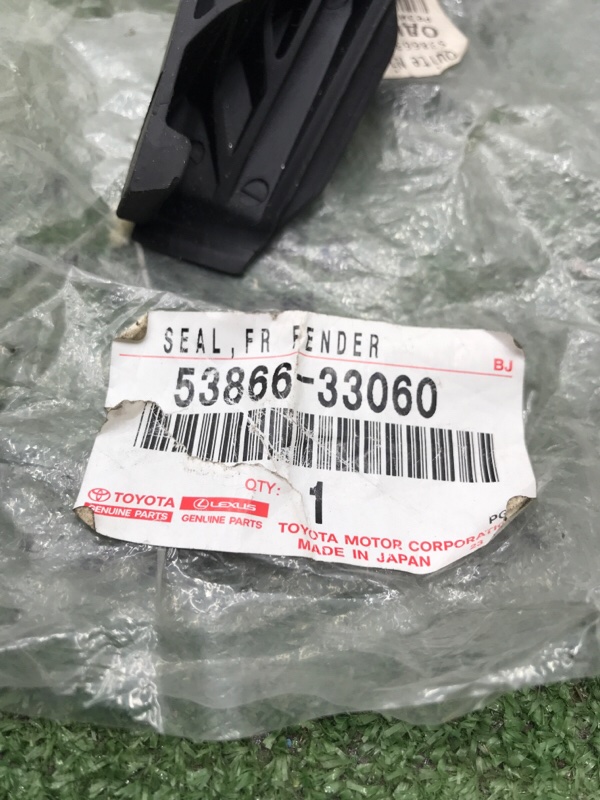 SEAL, FR FENDER
BJ
53866-33060
QTY: 1
TOYOTA
GENUINE PARTS
LEXUS
GENUINE PARTS
TOYOTA MOTOR CORPORATI
MADE IN JAPAN
D